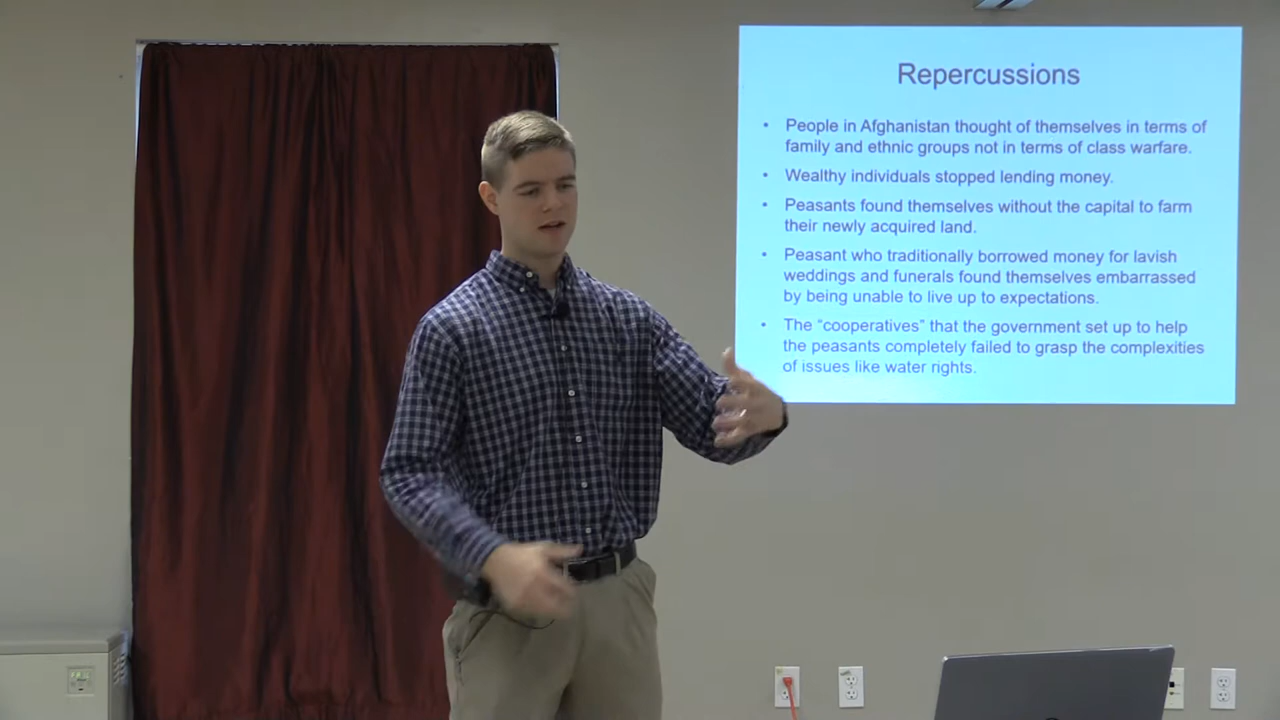 Repercussions
• People in Afghanistan thought of themselves in terms of
family and ethnic groups not in terms of class warfare.
• Wealthy individuals stopped lending money.
• Peasants found themselves without the capital to farm
their newly acquired land.
• Peasant who traditionally borrowed money for lavish
weddings and funerals found themselves embarrassed
by being unable to live up to expectations.
• The “cooperatives” that the government set up to help
the peasants completely failed to grasp the complexities
of issues like water rights.